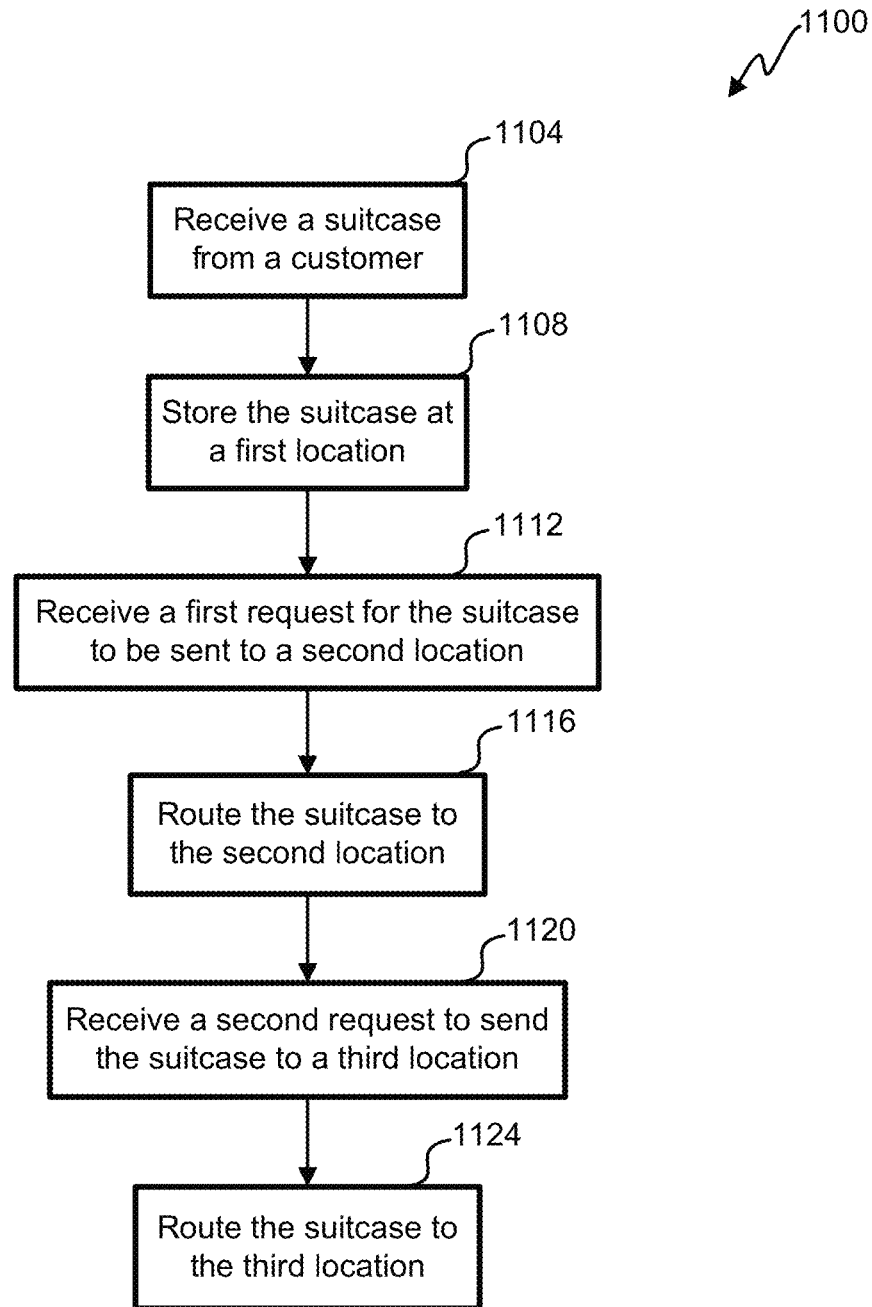 1100
1104
Receive a suitcase
from a customer
1108
Store the suitcase at
a first location
1112
Receive a first request for the suitcase
to be sent to a second location
1116
Route the suitcase to
the second location
1120
Receive a second request to send
the suitcase to a third location
1124
Route the suitcase to
the third location